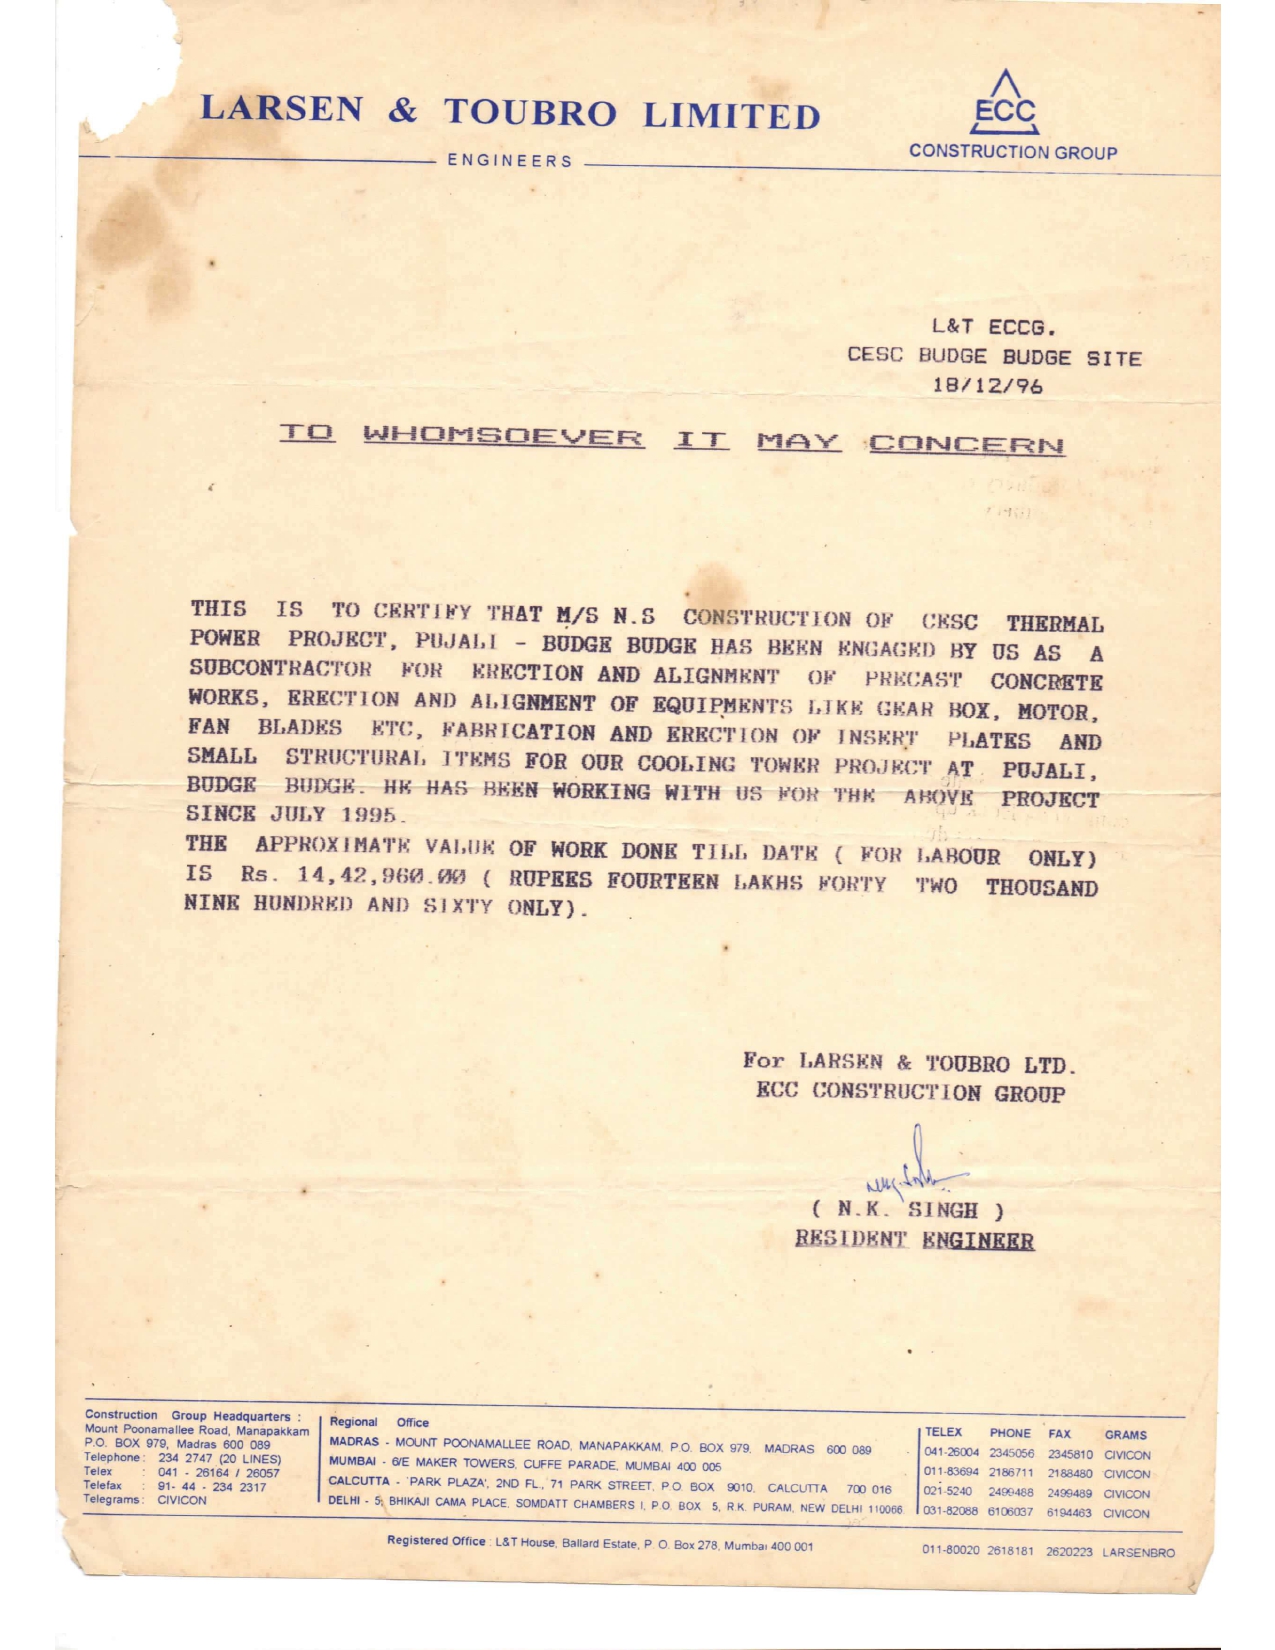 LARSEN & TOUBRO LIMITED
ENGINEERS
ECC
CONSTRUCTION GROUP
L&T ECCG.
CESC BUDGE BUDGE SITE
18/12/96
TO WHOMSOEVER IT MAY CONCERN
THIS IS TO CERTIFY THAT M/S N.S CONSTRUCTION OF CESC THERMAL
POWER PROJECT, PUJALI - BUDGE BUDGE HAS BEEN ENGAGED BY US AS A
SUBCONTRACTOR FOR ERECTION AND ALIGNMENT OF PRECAST CONCRETE
WORKS, ERECTION AND ALIGNMENT OF EQUIPMENTS LIKE GEAR BOX, MOTOR,
FAN BLADES ETC, FABRICATION AND ERECTION OF INSERT PLATES AND
SMALL STRUCTURAL ITEMS FOR OUR COOLING TOWER PROJECT AT PUJALI,
BUDGE BUDGE. HE HAS BEEN WORKING WITH US FOR THE ABOVE PROJECT
SINCE JULY 1995.
THE APPROXIMATE VALUE OF WORK DONE TILL DATE ( FOR LABOUR ONLY)
IS Rs. 14,42,960.00 ( RUPEES FOURTEEN LAKHS FORTY TWO THOUSAND
NINE HUNDRED AND SIXTY ONLY).
For LARSEN & TOUBRO LTD.
ECC CONSTRUCTION GROUP
( N.K. SINGH )
RESIDENT ENGINEER
Construction Group Headquarters :
Mount Poonamallee Road, Manapakkam
P.O. BOX 979, Madras 600 089
Telephone : 234 2747 (20 LINES)
Telex : 041 - 26164 / 26057
Telefax : 91- 44 - 234 2317
Telegrams : CIVICON
Regional Office
MADRAS - MOUNT POONAMALLEE ROAD, MANAPAKKAM, P.O. BOX 979, MADRAS 600 089
MUMBAI - 6/E MAKER TOWERS, CUFFE PARADE, MUMBAI 400 005
CALCUTTA - 'PARK PLAZA', 2ND FL., 71 PARK STREET, P.O. BOX 9010, CALCUTTA 700 016
DELHI - 5, BHIKAJI CAMA PLACE, SOMDATT CHAMBERS I, P.O. BOX 5, R.K. PURAM, NEW DELHI 110066
TELEX PHONE FAX GRAMS
041-26004 2345056 2345810 CIVICON
011-83694 2186711 2188480 CIVICON
021-5240 2499488 2499489 CIVICON
031-82088 6106037 6194463 CIVICON
Registered Office : L&T House, Ballard Estate, P. O. Box 278, Mumbai 400 001
011-80020 2618181 2620223 LARSENBRO